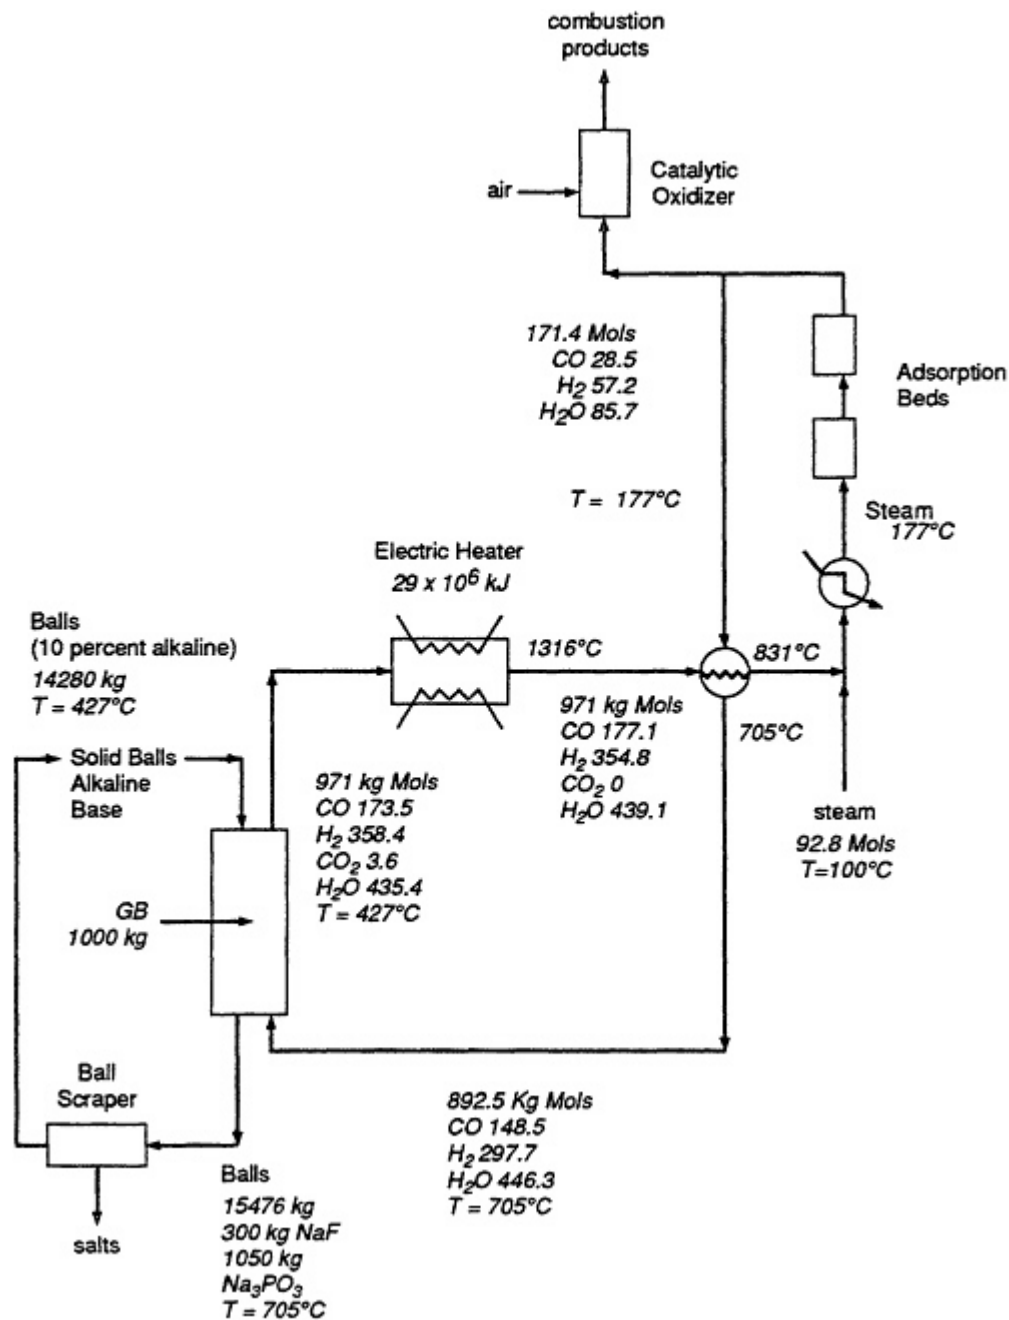 combustion
products
air
Catalytic
Oxidizer
171.4 Mols
CO 28.5
H₂ 57.2
H₂O 85.7
Adsorption
Beds
T = 177°C
Steam
177°C
Electric Heater
29 x 10⁶ kJ
Balls
(10 percent alkaline)
14280 kg
T = 427°C
1316°C
831°C
971 kg Mols
CO 177.1
H₂ 354.8
CO₂ 0
H₂O 439.1
705°C
Solid Balls
Alkaline
Base
971 kg Mols
CO 173.5
H₂ 358.4
CO₂ 3.6
H₂O 435.4
T = 427°C
steam
92.8 Mols
T=100°C
GB
1000 kg
Ball
Scraper
892.5 Kg Mols
CO 148.5
H₂ 297.7
H₂O 446.3
T = 705°C
salts
Balls
15476 kg
300 kg NaF
1050 kg
Na₃PO₃
T = 705°C